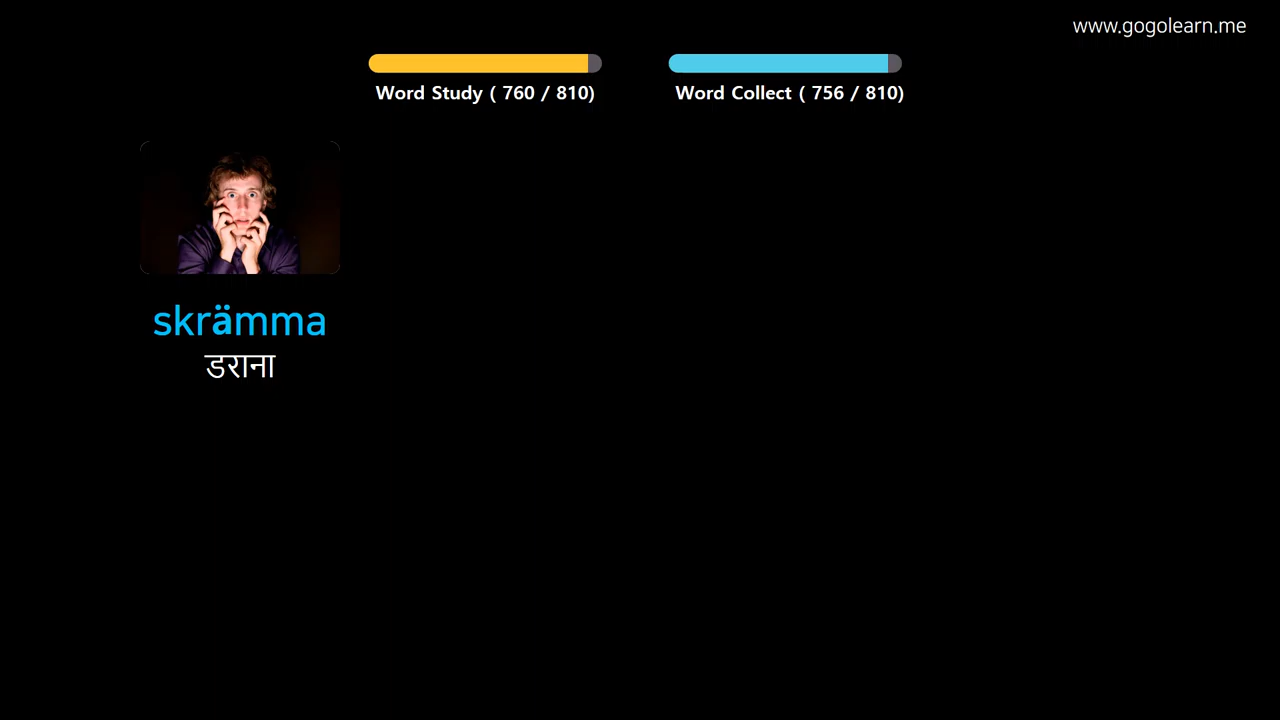 www.gogolearn.me
Word Study ( 760 / 810)
Word Collect ( 756 / 810)
skrämma
डराना